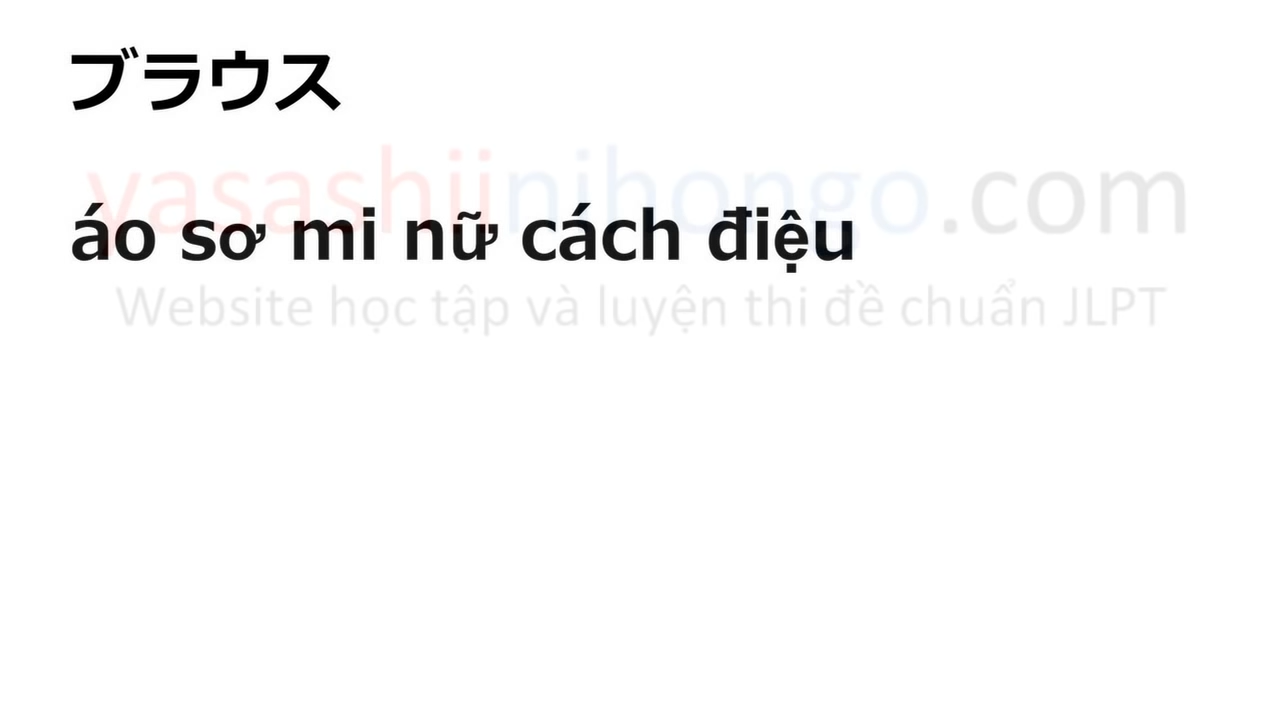 ブラウス
yasashiinihongo.com
áo sơ mi nữ cách điệu
Website học tập và luyện thi đề chuẩn JLPT